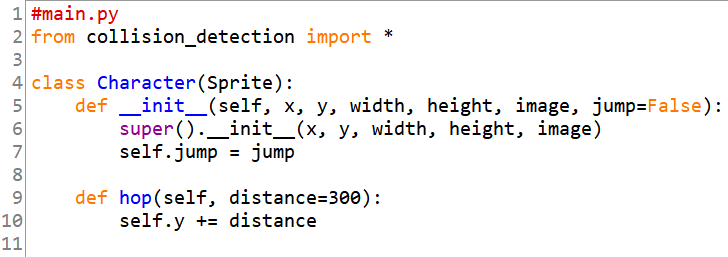 1 #main.py
2 from collision_detection import *
3
4 class Character(Sprite):
5     def __init__(self, x, y, width, height, image, jump=False):
6         super().__init__(x, y, width, height, image)
7         self.jump = jump
8
9     def hop(self, distance=300):
10         self.y += distance
11